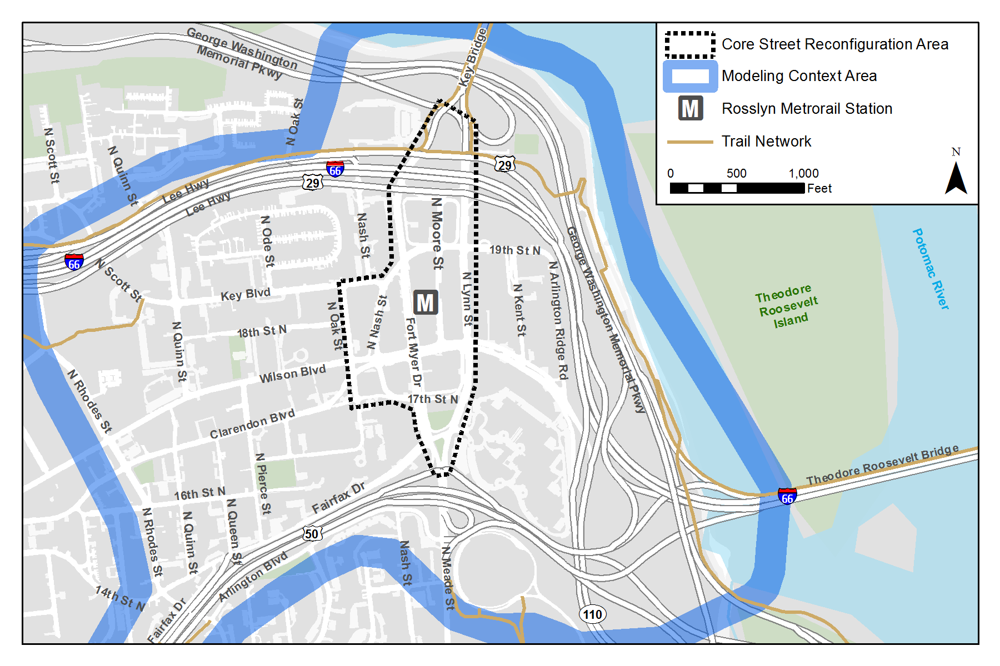 Core Street Reconfiguration Area
Modeling Context Area
M
Rosslyn Metrorail Station
Trail Network
N
0 500 1,000
Feet
George Washington
Memorial Pkwy
Key Bridge
N Oak St
N Scott St
N Quinn St
Lee Hwy
Lee Hwy
66
29
29
66
N Scott St
N Ode St
Nash St
N Moore St
19th St N
Key Blvd
18th St N
N Oak St
N Nash St
M
N Lynn St
N Kent St
N Arlington Ridge Rd
George Washington Memorial Pkwy
Fort Myer Dr
N Quinn St
Wilson Blvd
17th St N
Clarendon Blvd
N Rhodes St
Theodore
Roosevelt
Island
Potomac River
Theodore Roosevelt Bridge
66
N Pierce St
16th St N
Fairfax Dr
N Rhodes St
N Quinn St
N Queen St
50
Arlington Blvd
Nash St
N Meade St
14th St N
Fairfax Dr
110